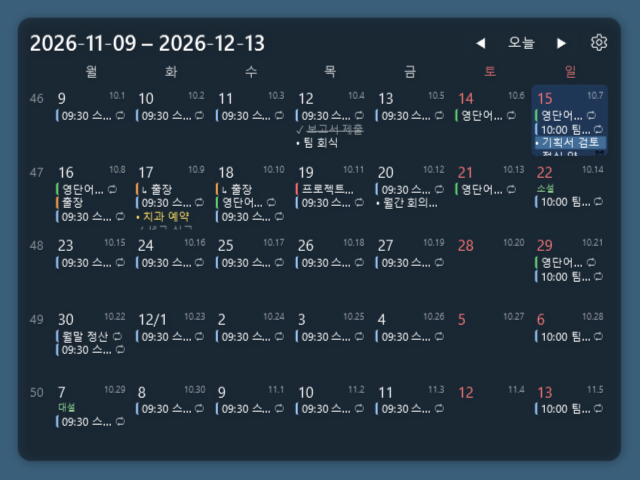 2026-11-09 – 2026-12-13
◀ 오늘 ▶
월 화 수 목 금 토 일
46 9 10.1 10 10.2 11 10.3 12 10.4 13 10.5 14 10.6 15 10.7
09:30 스... 09:30 스... 09:30 스... 09:30 스... 09:30 스... 영단어... 영단어...
✓ 보고서 제출 10:00 팀...
• 팀 회식 • 기획서 검토
47 16 10.8 17 10.9 18 10.10 19 10.11 20 10.12 21 10.13 22 10.14
영단어... ↳ 출장 ↳ 출장 프로젝트... 09:30 스... 영단어... 소설
출장 09:30 스... 영단어... 09:30 스... • 월간 회의... 10:00 팀...
09:30 스... • 치과 예약 09:30 스...
48 23 10.15 24 10.16 25 10.17 26 10.18 27 10.19 28 10.20 29 10.21
09:30 스... 09:30 스... 09:30 스... 09:30 스... 09:30 스... 영단어...
10:00 팀...
49 30 10.22 12/1 10.23 2 10.24 3 10.25 4 10.26 5 10.27 6 10.28
월말 정산 09:30 스... 09:30 스... 09:30 스... 09:30 스... 10:00 팀...
09:30 스...
50 7 10.29 8 10.30 9 11.1 10 11.2 11 11.3 12 11.4 13 11.5
대설 09:30 스... 09:30 스... 09:30 스... 09:30 스... 10:00 팀...
09:30 스...